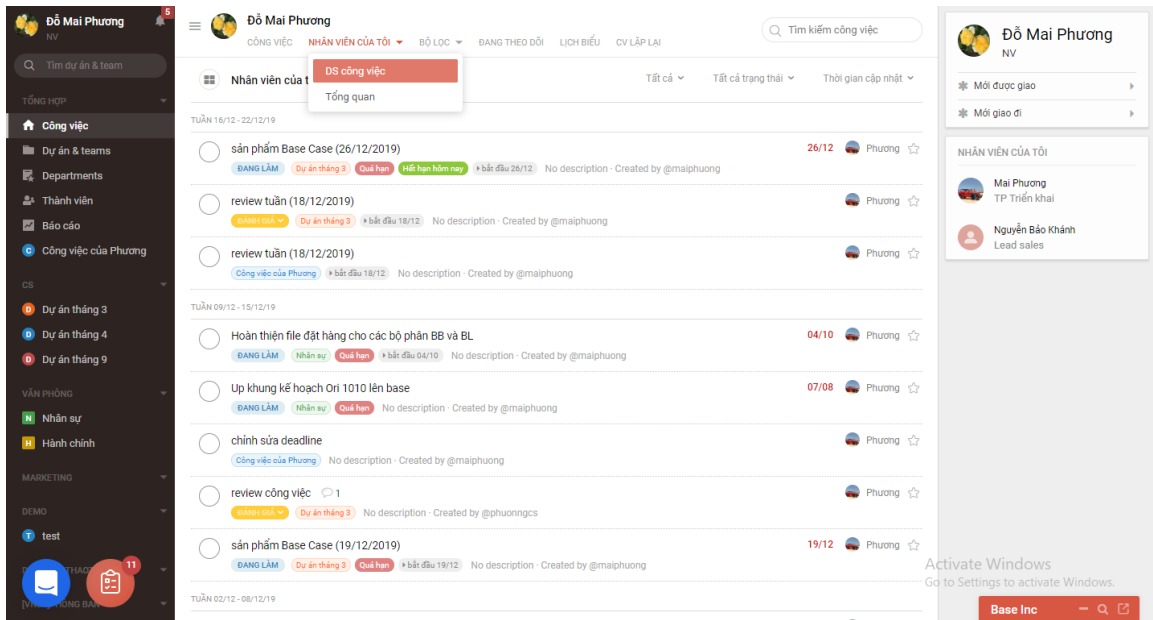 Đỗ Mai Phương
NV
5
Tìm dự án & team
TỔNG HỢP
Công việc
Dự án & teams
Departments
Thành viên
Báo cáo
C Công việc của Phương
CS
D Dự án tháng 3
D Dự án tháng 4
D Dự án tháng 9
VĂN PHÒNG
N Nhân sự
H Hành chính
MARKETING
DEMO
T test
11
Đỗ Mai Phương
CÔNG VIỆC NHÂN VIÊN CỦA TÔI BỘ LỌC ĐANG THEO DÕI LỊCH BIỂU CV LẶP LẠI
Tìm kiếm công việc
DS công việc
Tổng quan
Nhân viên của t
Tất cả Tất cả trạng thái Thời gian cập nhật
TUẦN 16/12 - 22/12/19
sản phẩm Base Case (26/12/2019) 26/12 Phương
ĐANG LÀM Dự án tháng 3 Quá hạn Hết hạn hôm nay bắt đầu 26/12 No description · Created by @maiphuong
review tuần (18/12/2019) Phương
ĐÁNH GIÁ Dự án tháng 3 bắt đầu 18/12 No description · Created by @maiphuong
review tuần (18/12/2019) Phương
Công việc của Phương bắt đầu 18/12 No description · Created by @maiphuong
TUẦN 09/12 - 15/12/19
Hoàn thiện file đặt hàng cho các bộ phân BB và BL 04/10 Phương
ĐANG LÀM Nhân sự Quá hạn bắt đầu 04/10 No description · Created by @maiphuong
Up khung kế hoạch Ori 1010 lên base 07/08 Phương
ĐANG LÀM Nhân sự Quá hạn No description · Created by @maiphuong
chỉnh sửa deadline Phương
Công việc của Phương No description · Created by @maiphuong
review công việc 1 Phương
ĐÁNH GIÁ Dự án tháng 3 No description · Created by @phuonngcs
sản phẩm Base Case (19/12/2019) 19/12 Phương
ĐANG LÀM Dự án tháng 3 Quá hạn bắt đầu 19/12 No description · Created by @maiphuong
TUẦN 02/12 - 08/12/19
Đỗ Mai Phương
NV
Mới được giao
Mới giao đi
NHÂN VIÊN CỦA TÔI
Mai Phương
TP Triển khai
Nguyễn Bảo Khánh
Lead sales
Activate Windows
Go to Settings to activate Windows.
Base Inc